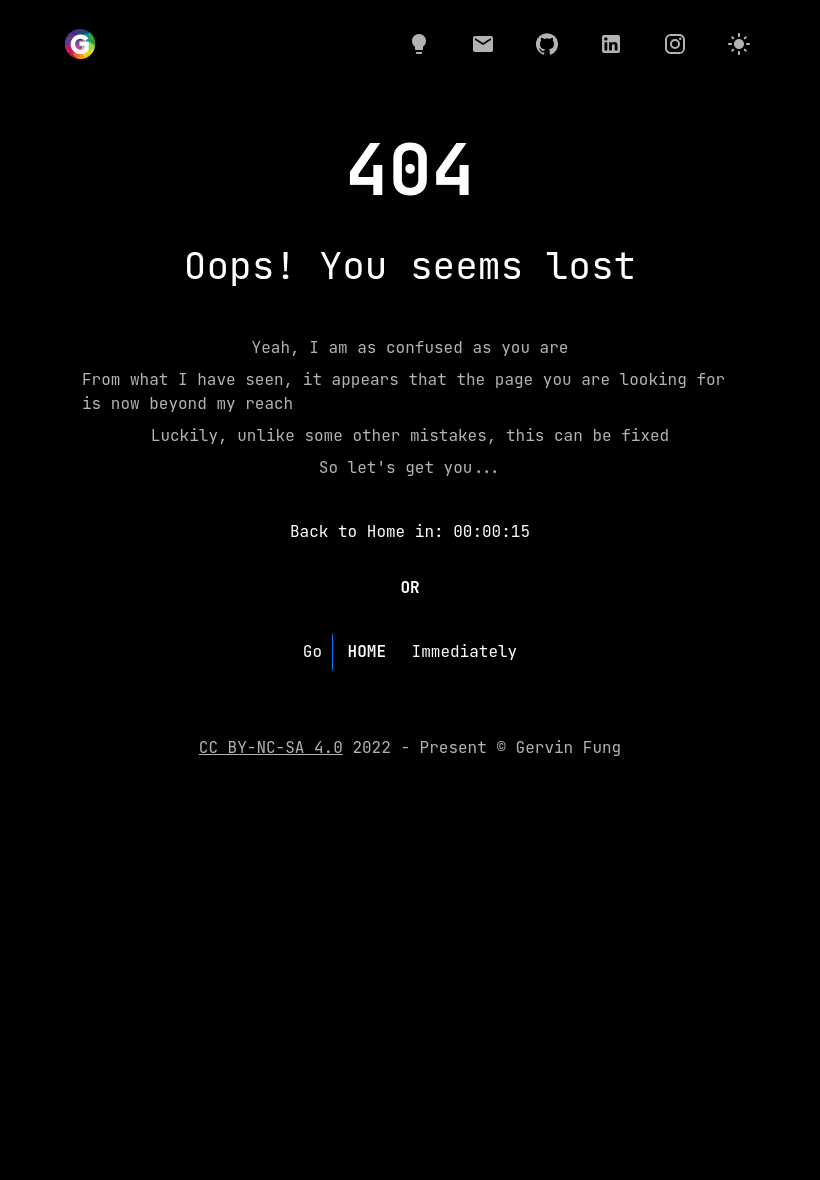 G
404
Oops! You seems lost
Yeah, I am as confused as you are
From what I have seen, it appears that the page you are looking for
is now beyond my reach
Luckily, unlike some other mistakes, this can be fixed
So let's get you...
Back to Home in: 00:00:15
OR
Go HOME Immediately
CC BY-NC-SA 4.0 2022 - Present © Gervin Fung